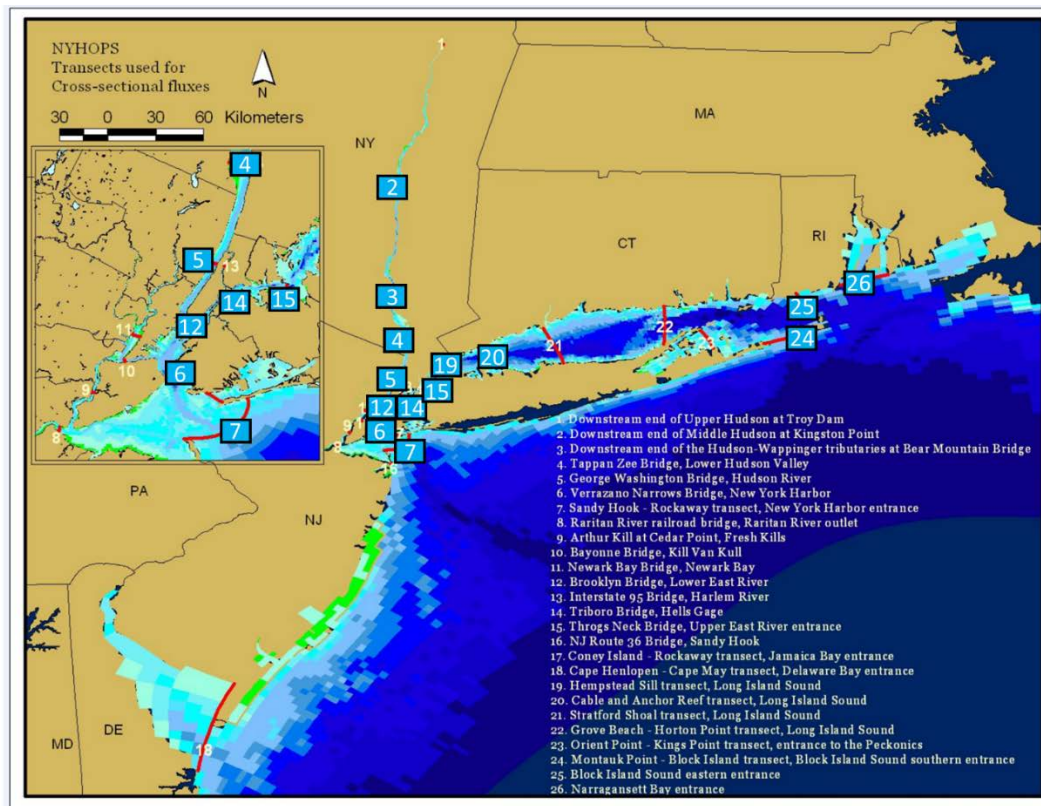 NYHOPS
Transects used for
Cross-sectional fluxes
N
30 0 30 60 Kilometers
1
NY
MA
2
CT
RI
3
26
25
4
22
24
21
23
19
20
5
15
12
14
9
6
8
7
16
4
5
13
14
15
12
11
10
6
9
8
7
PA
NJ
MD
DE
18
1. Downstream end of Upper Hudson at Troy Dam
2. Downstream end of Middle Hudson at Kingston Point
3. Downstream end of the Hudson-Wappinger tributaries at Bear Mountain Bridge
4. Tappan Zee Bridge, Lower Hudson Valley
5. George Washington Bridge, Hudson River
6. Verrazano Narrows Bridge, New York Harbor
7. Sandy Hook - Rockaway transect, New York Harbor entrance
8. Raritan River railroad bridge, Raritan River outlet
9. Arthur Kill at Cedar Point, Fresh Kills
10. Bayonne Bridge, Kill Van Kull
11. Newark Bay Bridge, Newark Bay
12. Brooklyn Bridge, Lower East River
13. Interstate 95 Bridge, Harlem River
14. Triboro Bridge, Hells Gage
15. Throgs Neck Bridge, Upper East River entrance
16. NJ Route 36 Bridge, Sandy Hook
17. Coney Island - Rockaway transect, Jamaica Bay entrance
18. Cape Henlopen - Cape May transect, Delaware Bay entrance
19. Hempstead Sill transect, Long Island Sound
20. Cable and Anchor Reef transect, Long Island Sound
21. Stratford Shoal transect, Long Island Sound
22. Grove Beach - Horton Point transect, Long Island Sound
23. Orient Point - Kings Point transect, entrance to the Peckonics
24. Montauk Point - Block Island transect, Block Island Sound southern entrance
25. Block Island Sound eastern entrance
26. Narragansett Bay entrance